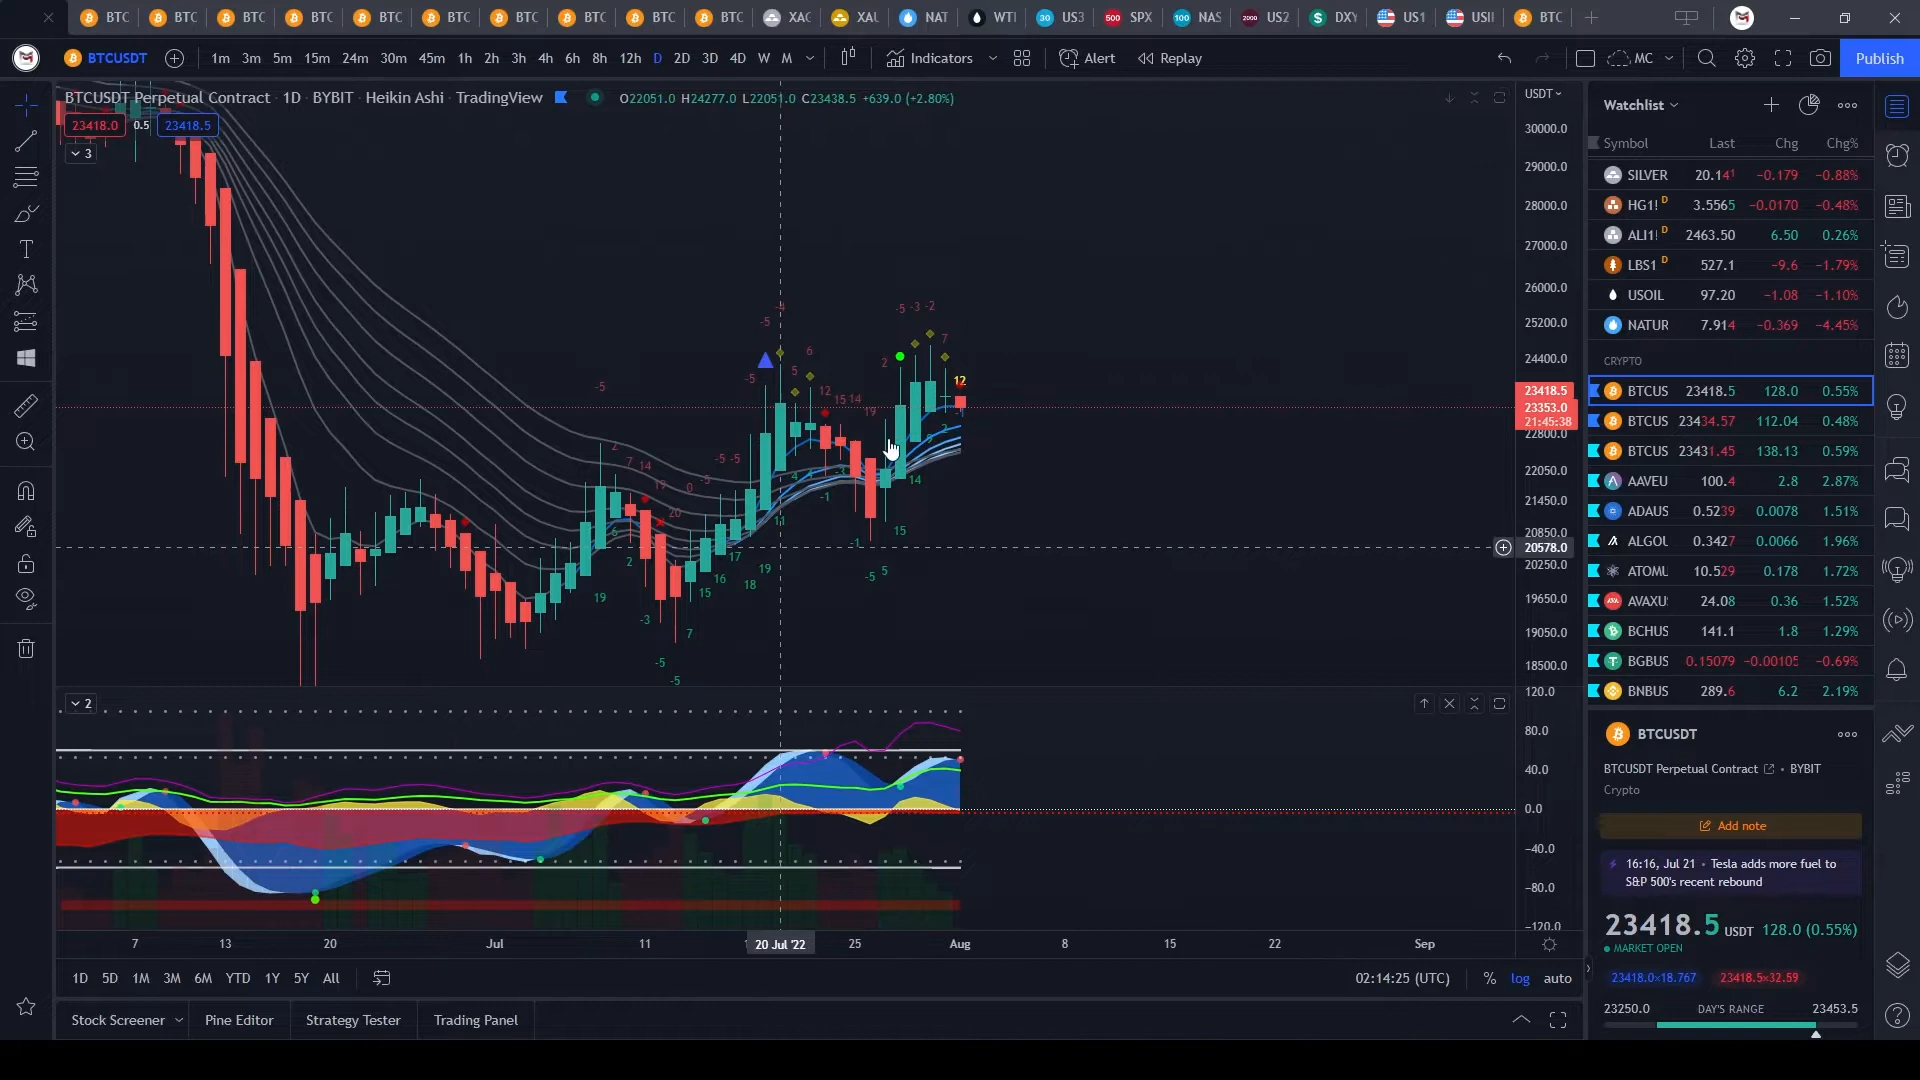 BTC BTC BTC BTC BTC BTC BTC BTC BTC BTC XAG XAU NAT WTI US3 SPX NAS US2 DXY US1 USI BTC
BTCUSDT 1m 3m 5m 15m 24m 30m 45m 1h 2h 3h 4h 6h 8h 12h D 2D 3D 4D W M Indicators Alert Replay MC Publish
BTCUSDT Perpetual Contract · 1D · BYBIT · Heikin Ashi · TradingView O22051.0 H24277.0 L22051.0 C23438.5 +639.0 (+2.80%)
23418.0 0.5 23418.5
3
USDT
30000.0
29000.0
28000.0
27000.0
26000.0
25200.0
24400.0
23418.5
23353.0
21:45:38
22800.0
22050.0
21450.0
20850.0
20578.0
20250.0
19650.0
19050.0
18500.0
2
120.0
80.0
40.0
0.0
-40.0
-80.0
-120.0
7 13 20 Jul 11 20 Jul '22 25 Aug 8 15 22 Sep
1D 5D 1M 3M 6M YTD 1Y 5Y All 02:14:25 (UTC) % log auto
Stock Screener Pine Editor Strategy Tester Trading Panel
Watchlist
Symbol Last Chg Chg%
SILVER 20.141 −0.179 −0.88%
HG1! D 3.5565 −0.0170 −0.48%
ALI1! D 2463.50 6.50 0.26%
LBS1 D 527.1 −9.6 −1.79%
USOIL 97.20 −1.08 −1.10%
NATUR 7.914 −0.369 −4.45%
CRYPTO
BTCUS 23418.5 128.0 0.55%
BTCUS 23434.57 112.04 0.48%
BTCUS 23431.45 138.13 0.59%
AAVEU 100.4 2.8 2.87%
ADAUS 0.5239 0.0078 1.51%
ALGOU 0.3427 0.0066 1.96%
ATOMU 10.529 0.178 1.72%
AVAXU 24.08 0.36 1.52%
BCHUS 141.1 1.8 1.29%
BGBUS 0.15079 −0.00105 −0.69%
BNBUS 289.6 6.2 2.19%
BTCUSDT
BTCUSDT Perpetual Contract • BYBIT
Crypto
Add note
16:16, Jul 21 • Tesla adds more fuel to
S&P 500's recent rebound
23418.5 USDT 128.0 (0.55%)
MARKET OPEN
23418.0×18.767 23418.5×32.59
23250.0 DAY'S RANGE 23453.5